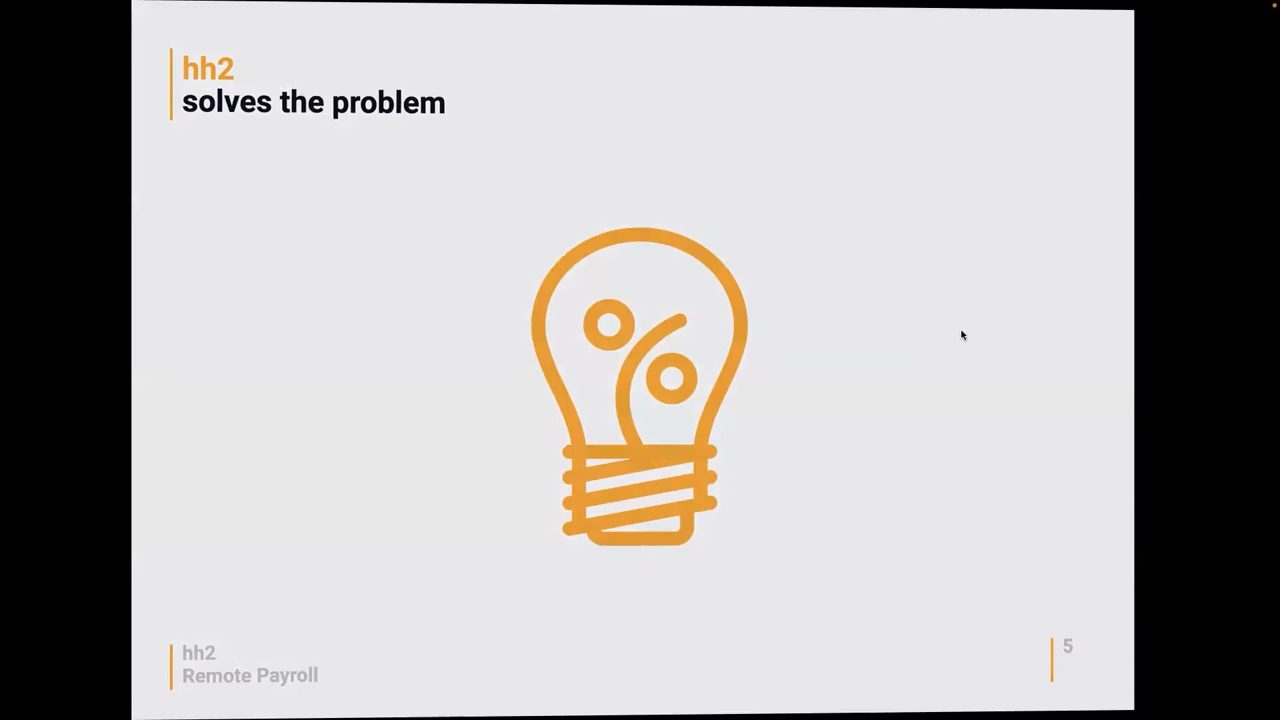 hh2
solves the problem
%
hh2
Remote Payroll
5